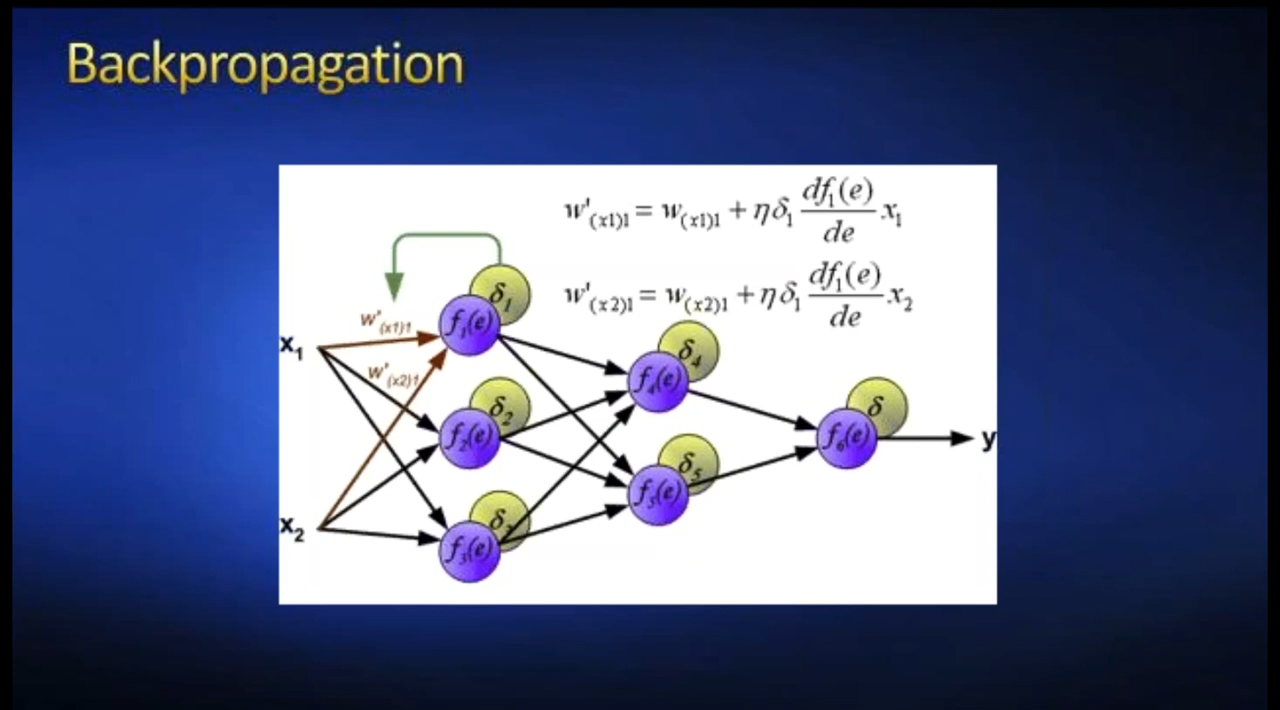 Backpropagation
w'(x1)1 = w(x1)1 + ηδ1 df1(e)/de x1
w'(x2)1 = w(x2)1 + ηδ1 df1(e)/de x2
δ1
f1(e)
w'(x1)1
x1
δ4
w'(x2)1
f4(e)
δ2
δ
f2(e)
f6(e)
y
δ5
f5(e)
x2
δ3
f3(e)